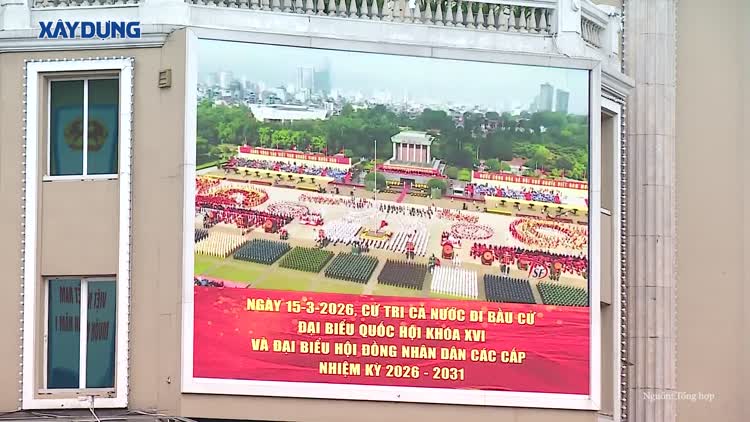 XÂY DỰNG
NGÀY 15-3-2026, CỬ TRI CẢ NƯỚC ĐI BẦU CỬ
ĐẠI BIỂU QUỐC HỘI KHÓA XVI
VÀ ĐẠI BIỂU HỘI ĐỒNG NHÂN DÂN CÁC CẤP
NHIỆM KỲ 2026 - 2031
Nguồn: Tổng hợp